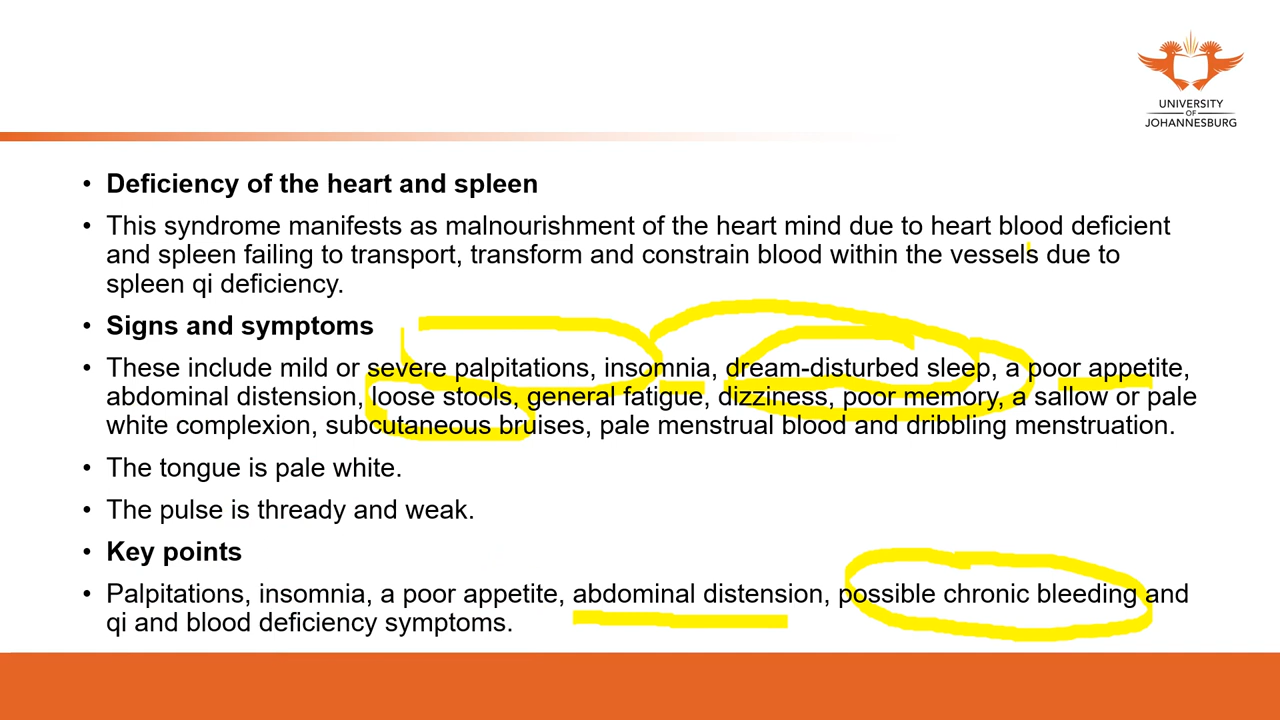 UNIVERSITY
OF
JOHANNESBURG
• Deficiency of the heart and spleen
• This syndrome manifests as malnourishment of the heart mind due to heart blood deficient
and spleen failing to transport, transform and constrain blood within the vessels due to
spleen qi deficiency.
• Signs and symptoms
• These include mild or severe palpitations, insomnia, dream-disturbed sleep, a poor appetite,
abdominal distension, loose stools, general fatigue, dizziness, poor memory, a sallow or pale
white complexion, subcutaneous bruises, pale menstrual blood and dribbling menstruation.
• The tongue is pale white.
• The pulse is thready and weak.
• Key points
• Palpitations, insomnia, a poor appetite, abdominal distension, possible chronic bleeding and
qi and blood deficiency symptoms.